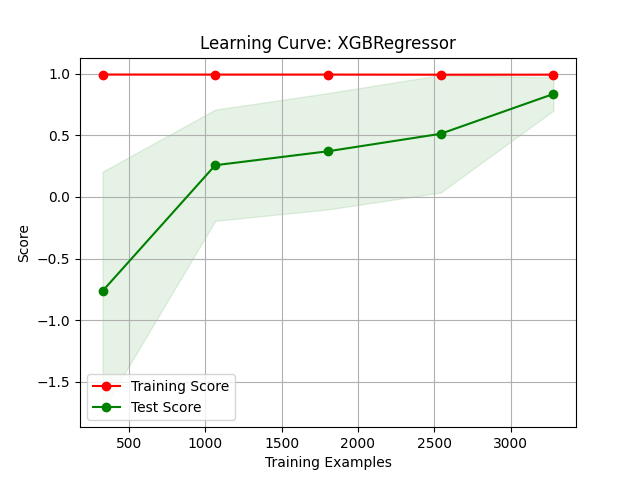 Learning Curve: XGBRegressor
1.0
0.5
0.0
−0.5
−1.0
−1.5
Score
Training Score
Test Score
500 1000 1500 2000 2500 3000
Training Examples